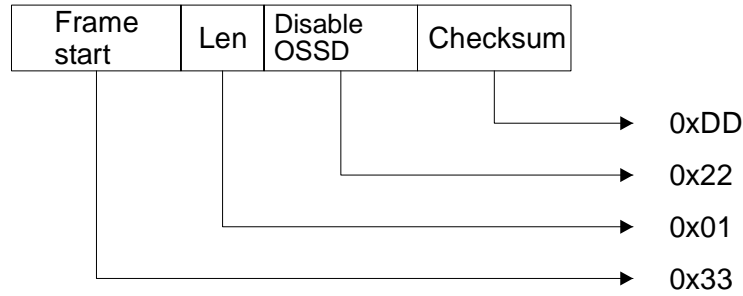 Frame
start
Len
Disable
OSSD
Checksum
0xDD
0x22
0x01
0x33